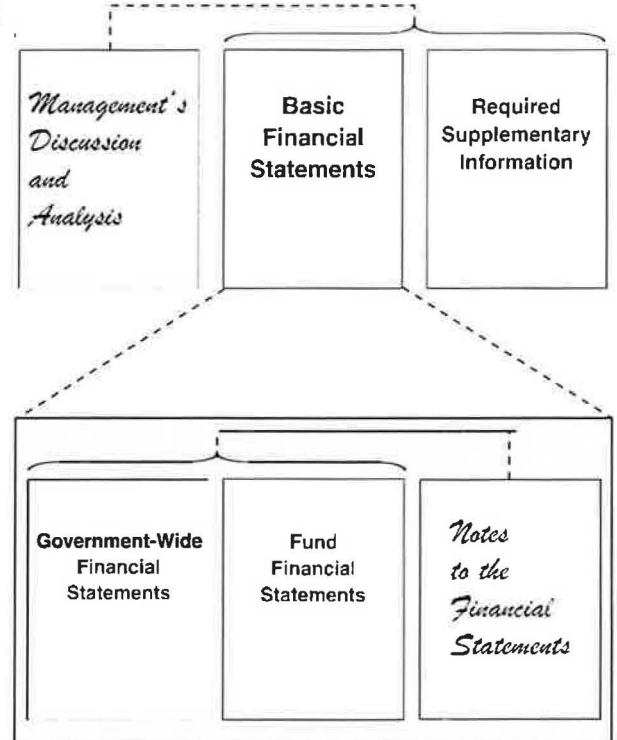 Management's
Discussion
and
Analysis
Basic
Financial
Statements
Required
Supplementary
Information
Government-Wide
Financial
Statements
Fund
Financial
Statements
Notes
to the
Financial
Statements